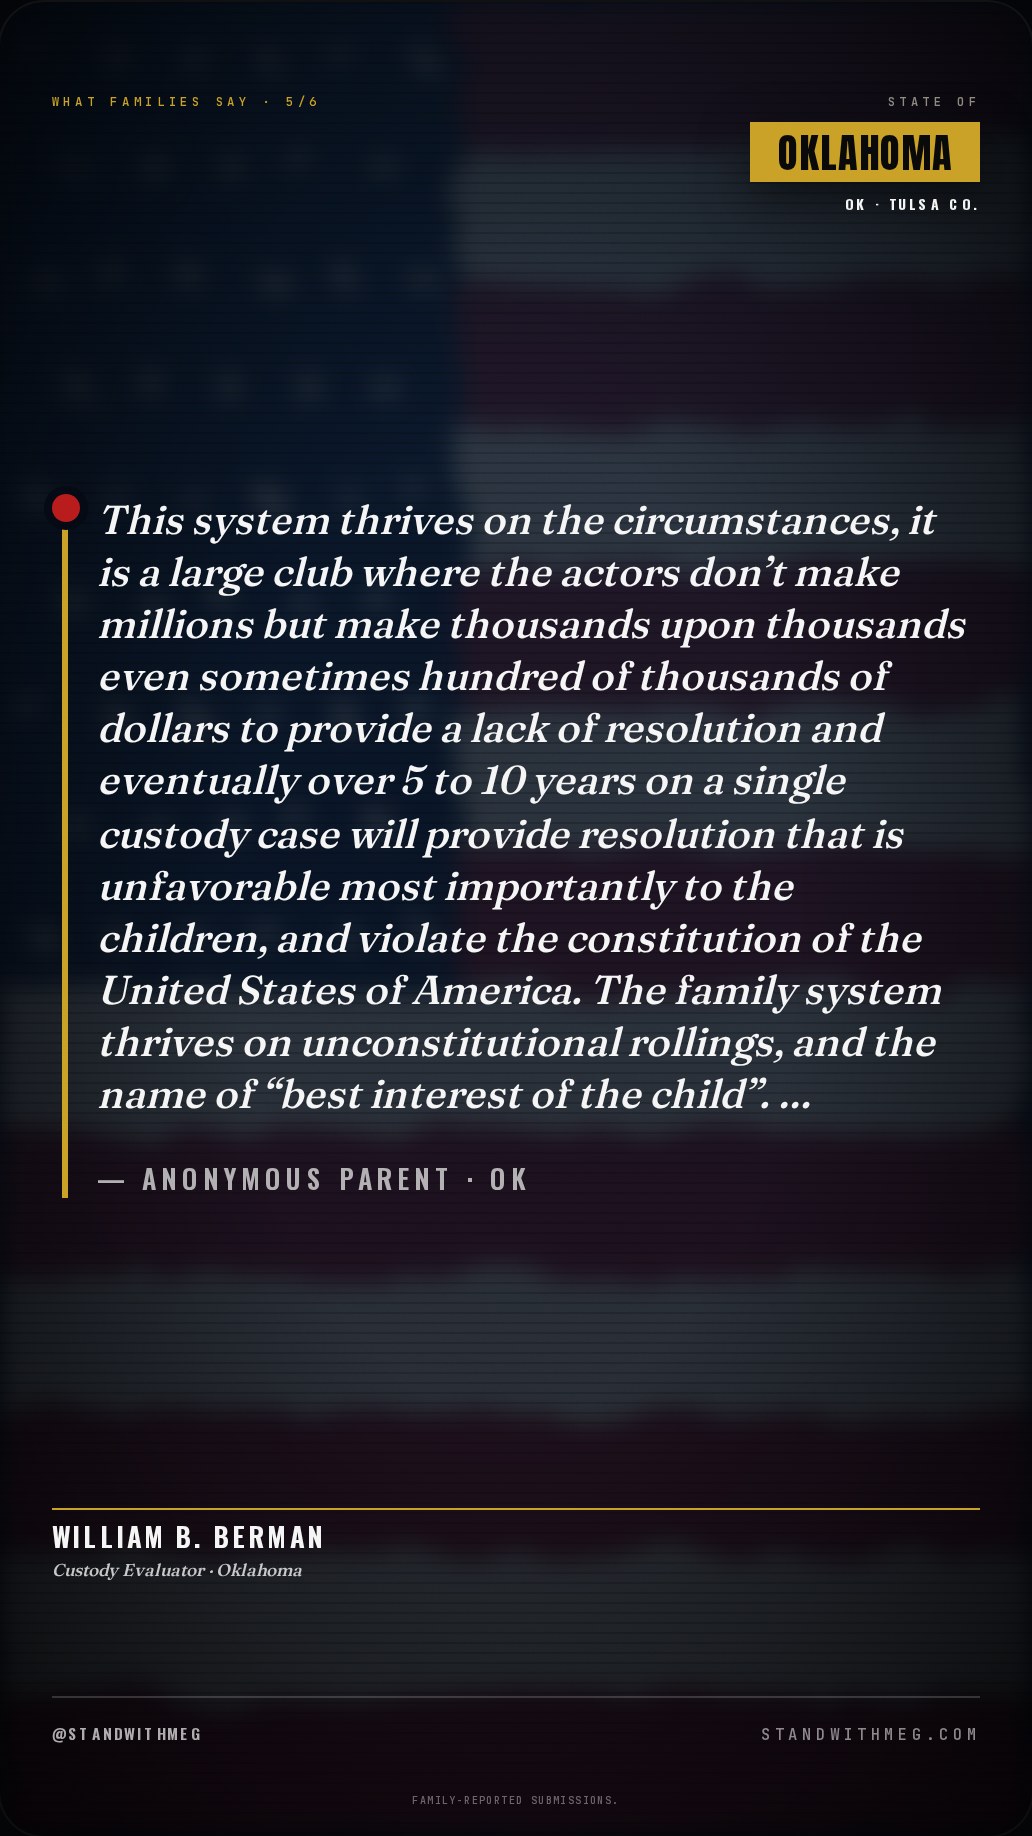 WHAT FAMILIES SAY · 5/6
STATE OF
OKLAHOMA
OK · TULSA CO.
This system thrives on the circumstances, it
is a large club where the actors don’t make
millions but make thousands upon thousands
even sometimes hundred of thousands of
dollars to provide a lack of resolution and
eventually over 5 to 10 years on a single
custody case will provide resolution that is
unfavorable most importantly to the
children, and violate the constitution of the
United States of America. The family system
thrives on unconstitutional rollings, and the
name of “best interest of the child”. ...
— ANONYMOUS PARENT · OK
WILLIAM B. BERMAN
Custody Evaluator · Oklahoma
@STANDWITHMEG
STANDWITHMEG.COM
FAMILY-REPORTED SUBMISSIONS.